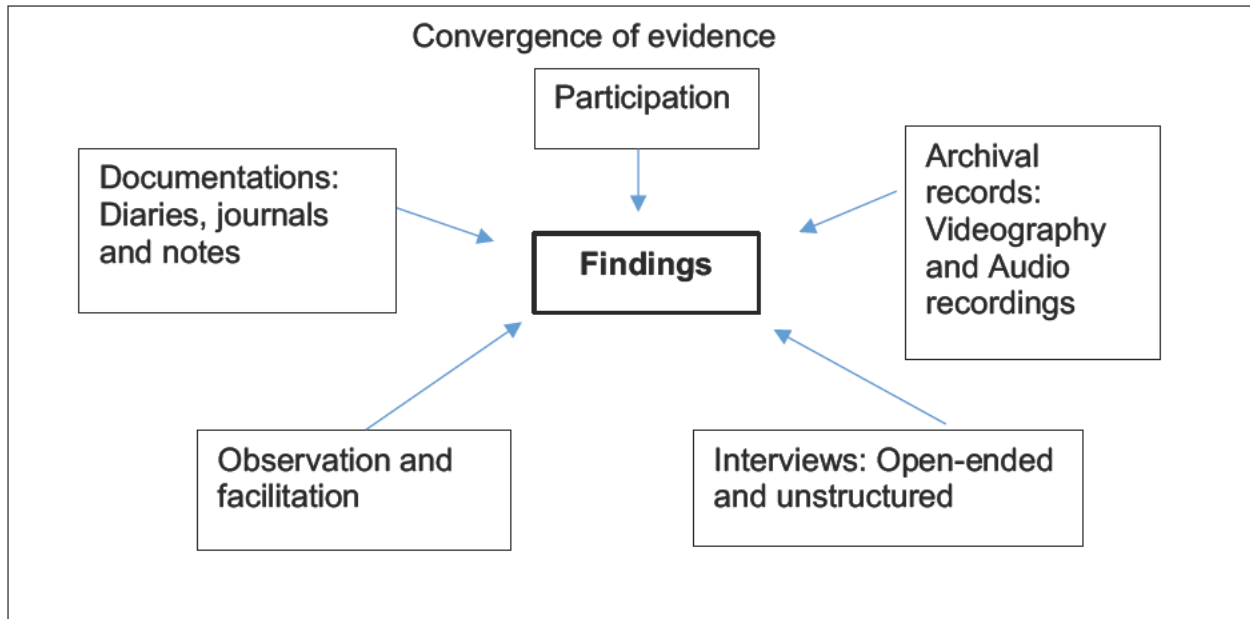 Convergence of evidence
Participation
Documentations:
Diaries, journals
and notes
Archival
records:
Videography
and Audio
recordings
Findings
Observation and
facilitation
Interviews: Open-ended
and unstructured